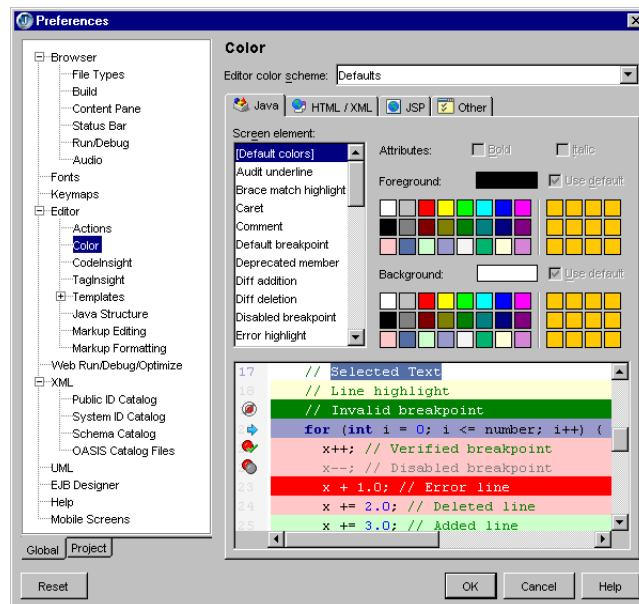 Preferences
Browser
File Types
Build
Content Pane
Status Bar
Run/Debug
Audio
Fonts
Keymaps
Editor
Actions
Color
CodeInsight
TagInsight
Templates
Java Structure
Markup Editing
Markup Formatting
Web Run/Debug/Optimize
XML
Public ID Catalog
System ID Catalog
Schema Catalog
OASIS Catalog Files
UML
EJB Designer
Help
Mobile Screens
Global Project
Color
Editor color scheme: Defaults
Java HTML / XML JSP Other
Screen element:
[Default colors]
Audit underline
Brace match highlight
Caret
Comment
Default breakpoint
Deprecated member
Diff addition
Diff deletion
Disabled breakpoint
Error highlight
Attributes: Bold Italic
Foreground: Use default
Background: Use default
17 // Selected Text
18 // Line highlight
// Invalid breakpoint
for (int i = 0; i <= number; i++) {
x++; // Verified breakpoint
x--; // Disabled breakpoint
23 x + 1.0; // Error line
24 x += 2.0; // Deleted line
25 x += 3.0; // Added line
Reset OK Cancel Help